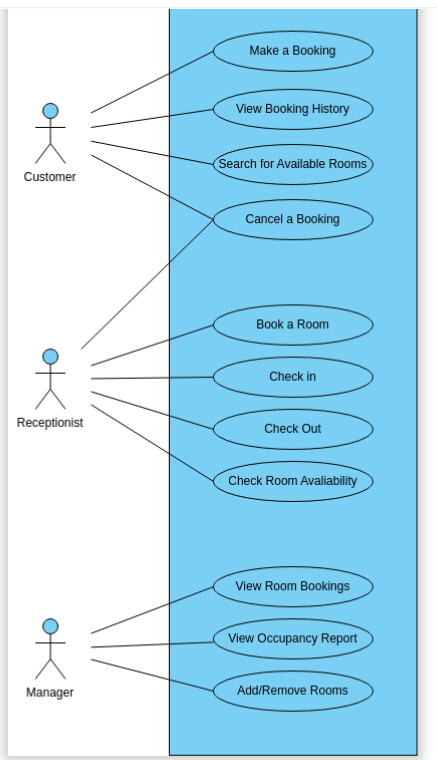 Make a Booking
View Booking History
Customer
Search for Available Rooms
Cancel a Booking
Book a Room
Check in
Receptionist
Check Out
Check Room Avaliability
View Room Bookings
View Occupancy Report
Manager
Add/Remove Rooms